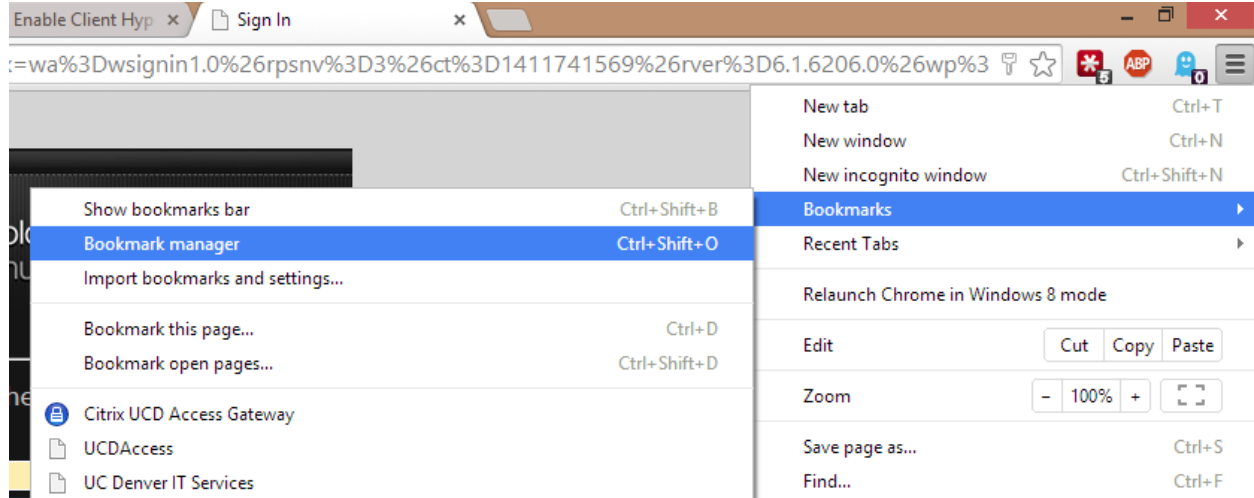 Enable Client Hyp
Sign In
=wa%3Dwsignin1.0%26rpsnv%3D3%26ct%3D1411741569%26rver%3D6.1.6206.0%26wp%3
5
ABP
0
New tab Ctrl+T
New window Ctrl+N
New incognito window Ctrl+Shift+N
Bookmarks
Recent Tabs
Relaunch Chrome in Windows 8 mode
Edit Cut Copy Paste
Zoom - 100% +
Save page as... Ctrl+S
Find... Ctrl+F
Show bookmarks bar Ctrl+Shift+B
Bookmark manager Ctrl+Shift+O
Import bookmarks and settings...
Bookmark this page... Ctrl+D
Bookmark open pages... Ctrl+Shift+D
Citrix UCD Access Gateway
UCDAccess
UC Denver IT Services